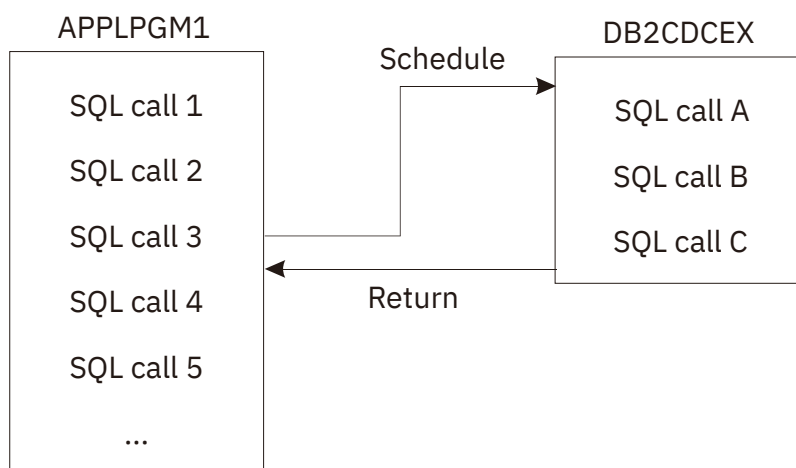 APPLPGM1
SQL call 1
SQL call 2
SQL call 3
SQL call 4
SQL call 5
...
Schedule
Return
DB2CDCEX
SQL call A
SQL call B
SQL call C